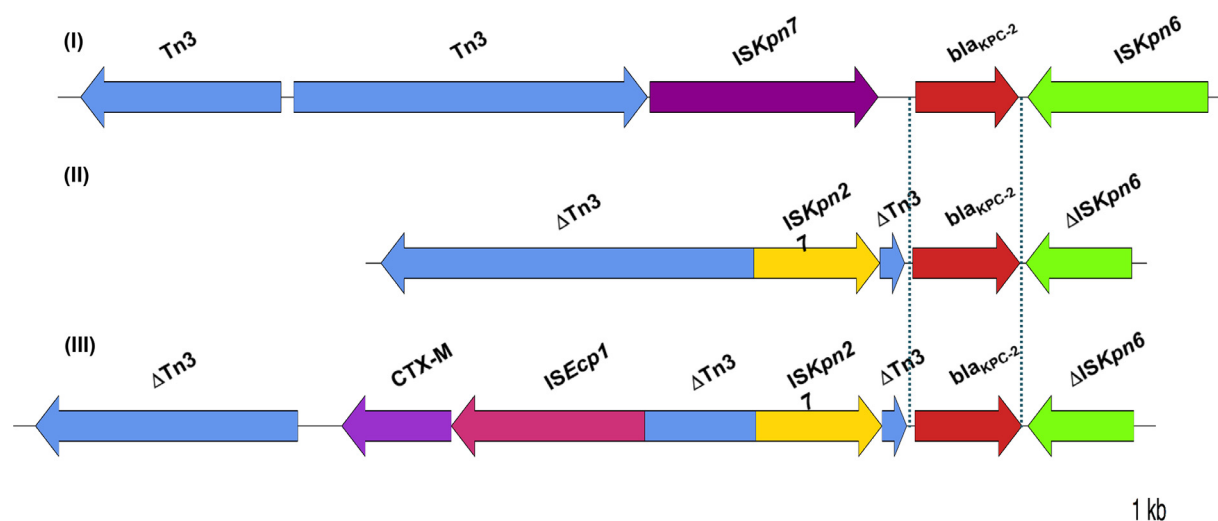 (I)
Tn3 Tn3 ISKpn7 blaKPC-2 ISKpn6
(II)
ΔTn3 ISKpn2 7 ΔTn3 blaKPC-2 ΔISKpn6
(III)
ΔTn3 CTX-M ISEcp1 ΔTn3 ISKpn2 7 ΔTn3 blaKPC-2 ΔISKpn6
1 kb